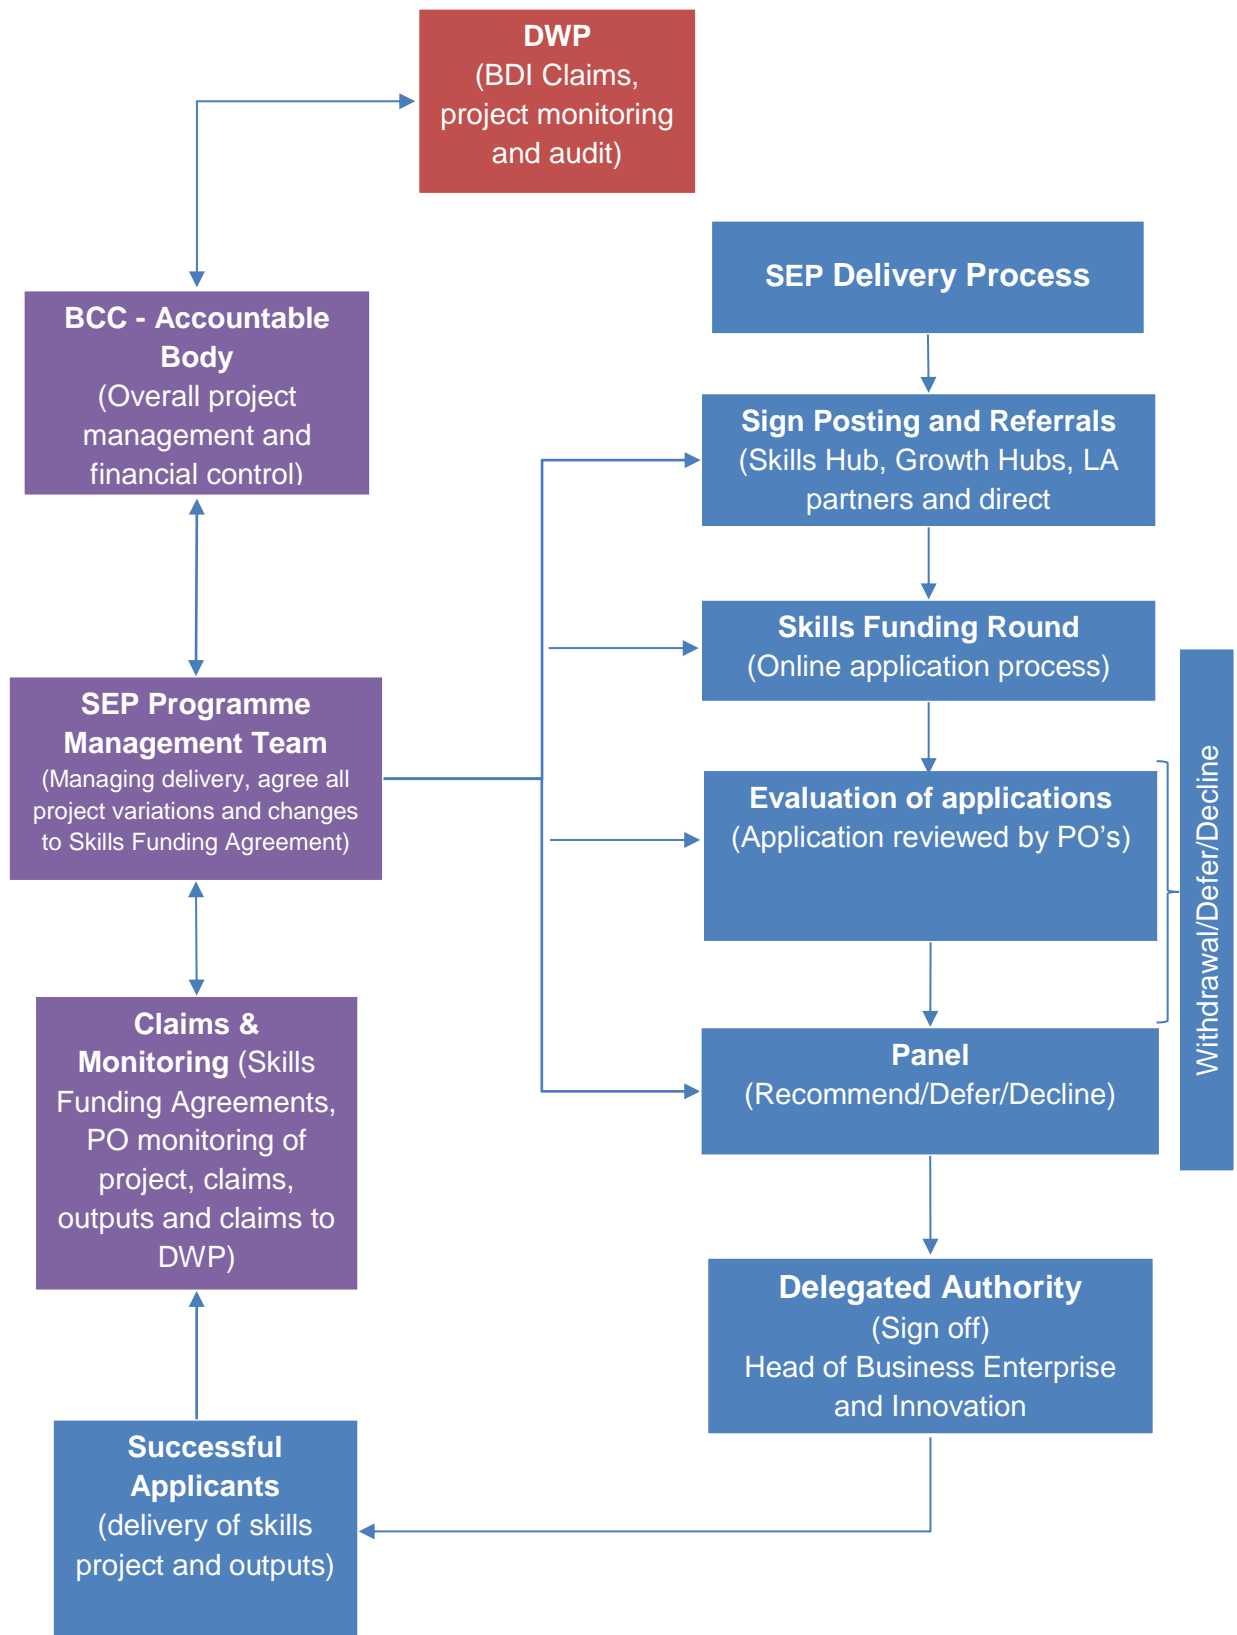 DWP
(BDI Claims,
project monitoring
and audit)
SEP Delivery Process
BCC - Accountable
Body
(Overall project
management and
financial control)
Sign Posting and Referrals
(Skills Hub, Growth Hubs, LA
partners and direct
Skills Funding Round
(Online application process)
SEP Programme
Management Team
(Managing delivery, agree all
project variations and changes
to Skills Funding Agreement)
Evaluation of applications
(Application reviewed by PO's)
Withdrawal/Defer/Decline
Claims &
Monitoring (Skills
Funding Agreements,
PO monitoring of
project, claims,
outputs and claims to
DWP)
Panel
(Recommend/Defer/Decline)
Delegated Authority
(Sign off)
Head of Business Enterprise
and Innovation
Successful
Applicants
(delivery of skills
project and outputs)